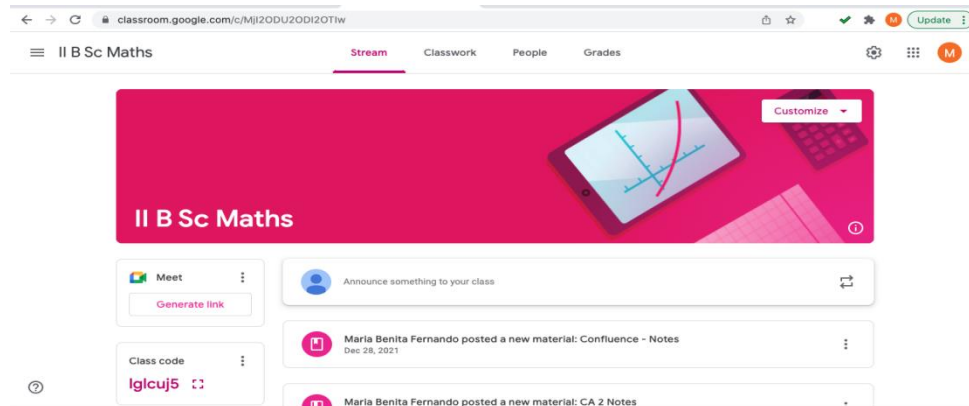 classroom.google.com/c/MjI2ODU2ODI2OTIw
Update
II B Sc Maths
Stream
Classwork
People
Grades
M
Customize
II B Sc Maths
Meet
Generate link
Announce something to your class
Maria Benita Fernando posted a new material: Confluence - Notes
Dec 28, 2021
Class code
lglcuj5
Maria Benita Fernando posted a new material: CA 2 Notes